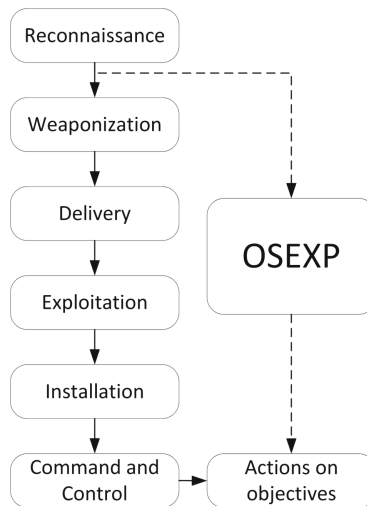 Reconnaissance
Weaponization
Delivery
OSEXP
Exploitation
Installation
Command and
Control
Actions on
objectives